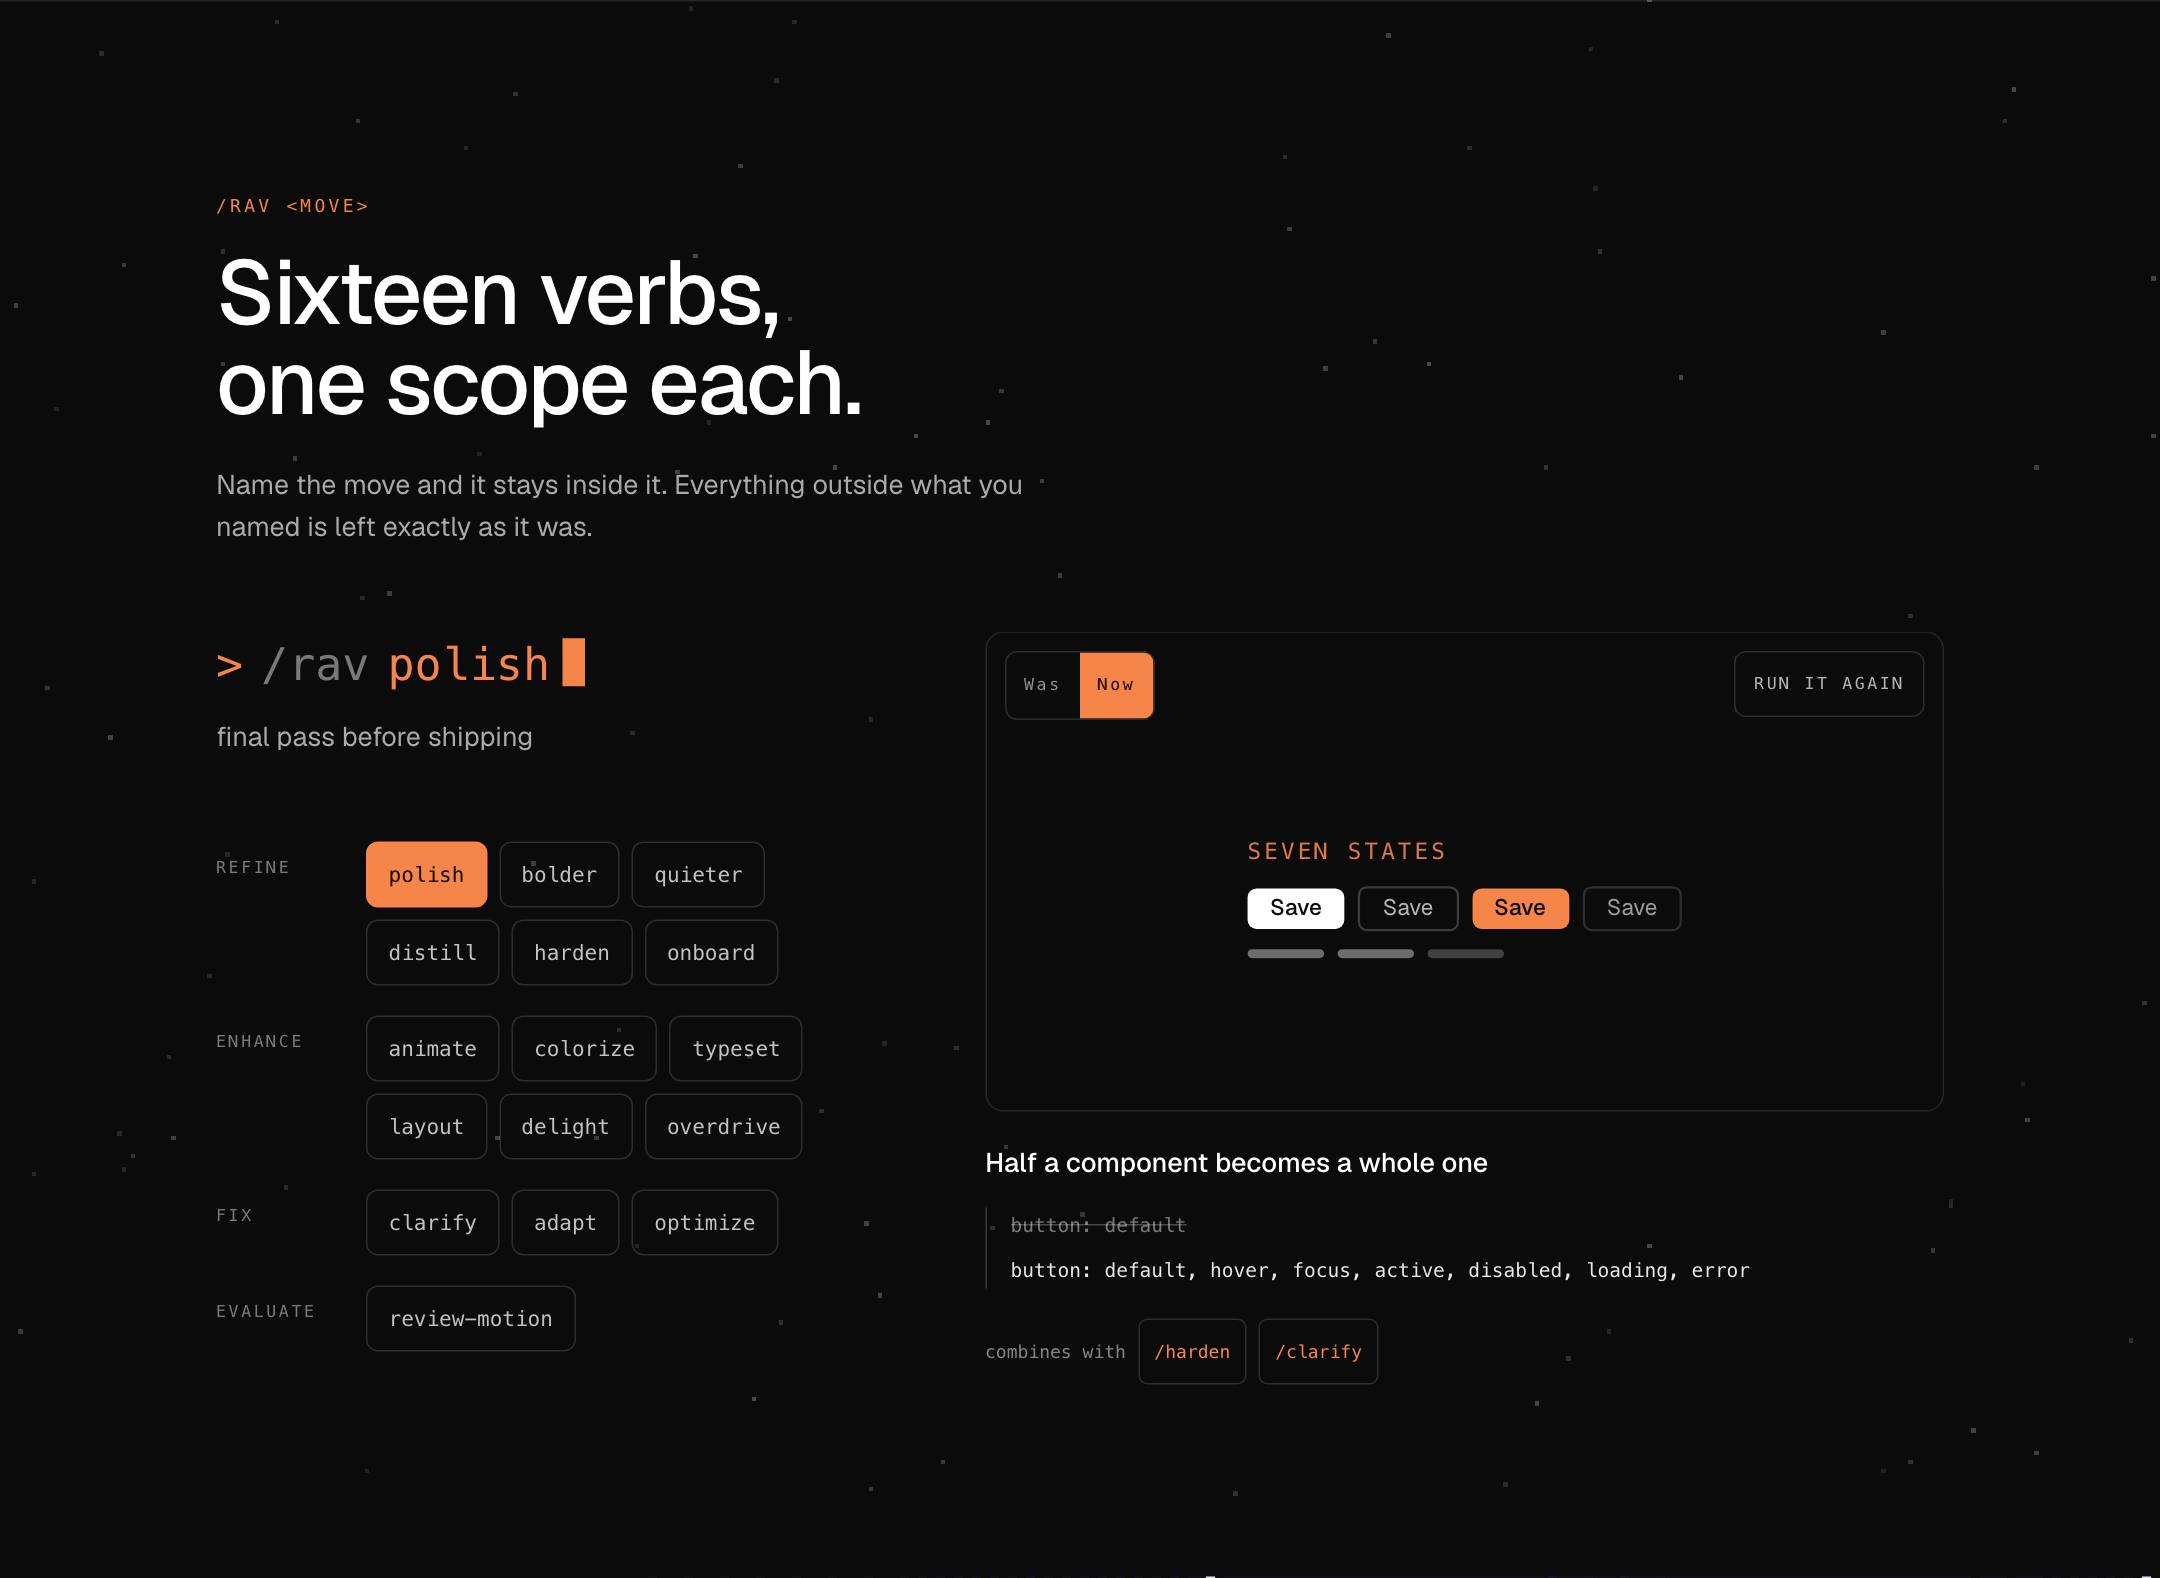 /RAV <MOVE>
Sixteen verbs,
one scope each.
Name the move and it stays inside it. Everything outside what you
named is left exactly as it was.
> /rav polish
final pass before shipping
REFINE
polish
bolder
quieter
distill
harden
onboard
ENHANCE
animate
colorize
typeset
layout
delight
overdrive
FIX
clarify
adapt
optimize
EVALUATE
review-motion
Was
Now
RUN IT AGAIN
SEVEN STATES
Save
Save
Save
Save
Half a component becomes a whole one
button: default
button: default, hover, focus, active, disabled, loading, error
combines with
/harden
/clarify